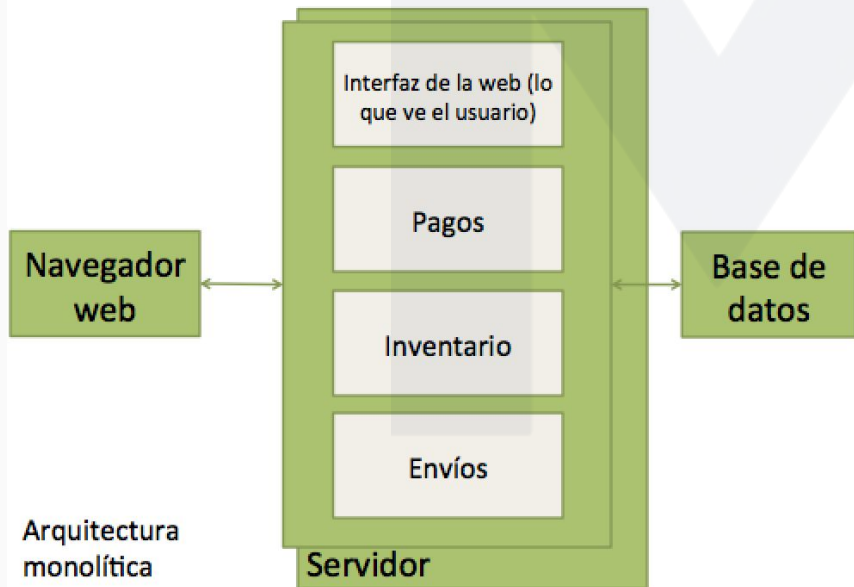 Interfaz de la web (lo
que ve el usuario)
Pagos
Navegador
web
Base de
datos
Inventario
Envíos
Arquitectura
monolítica
Servidor